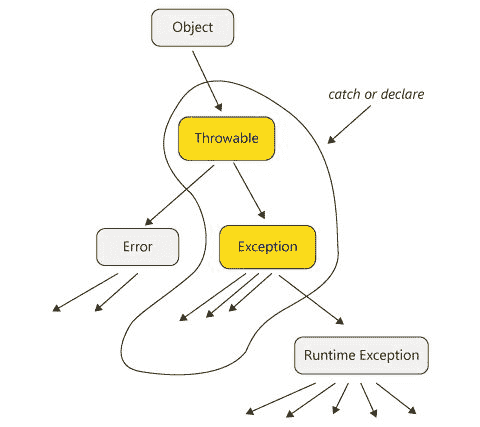 Object
catch or declare
Throwable
Error
Exception
Runtime Exception